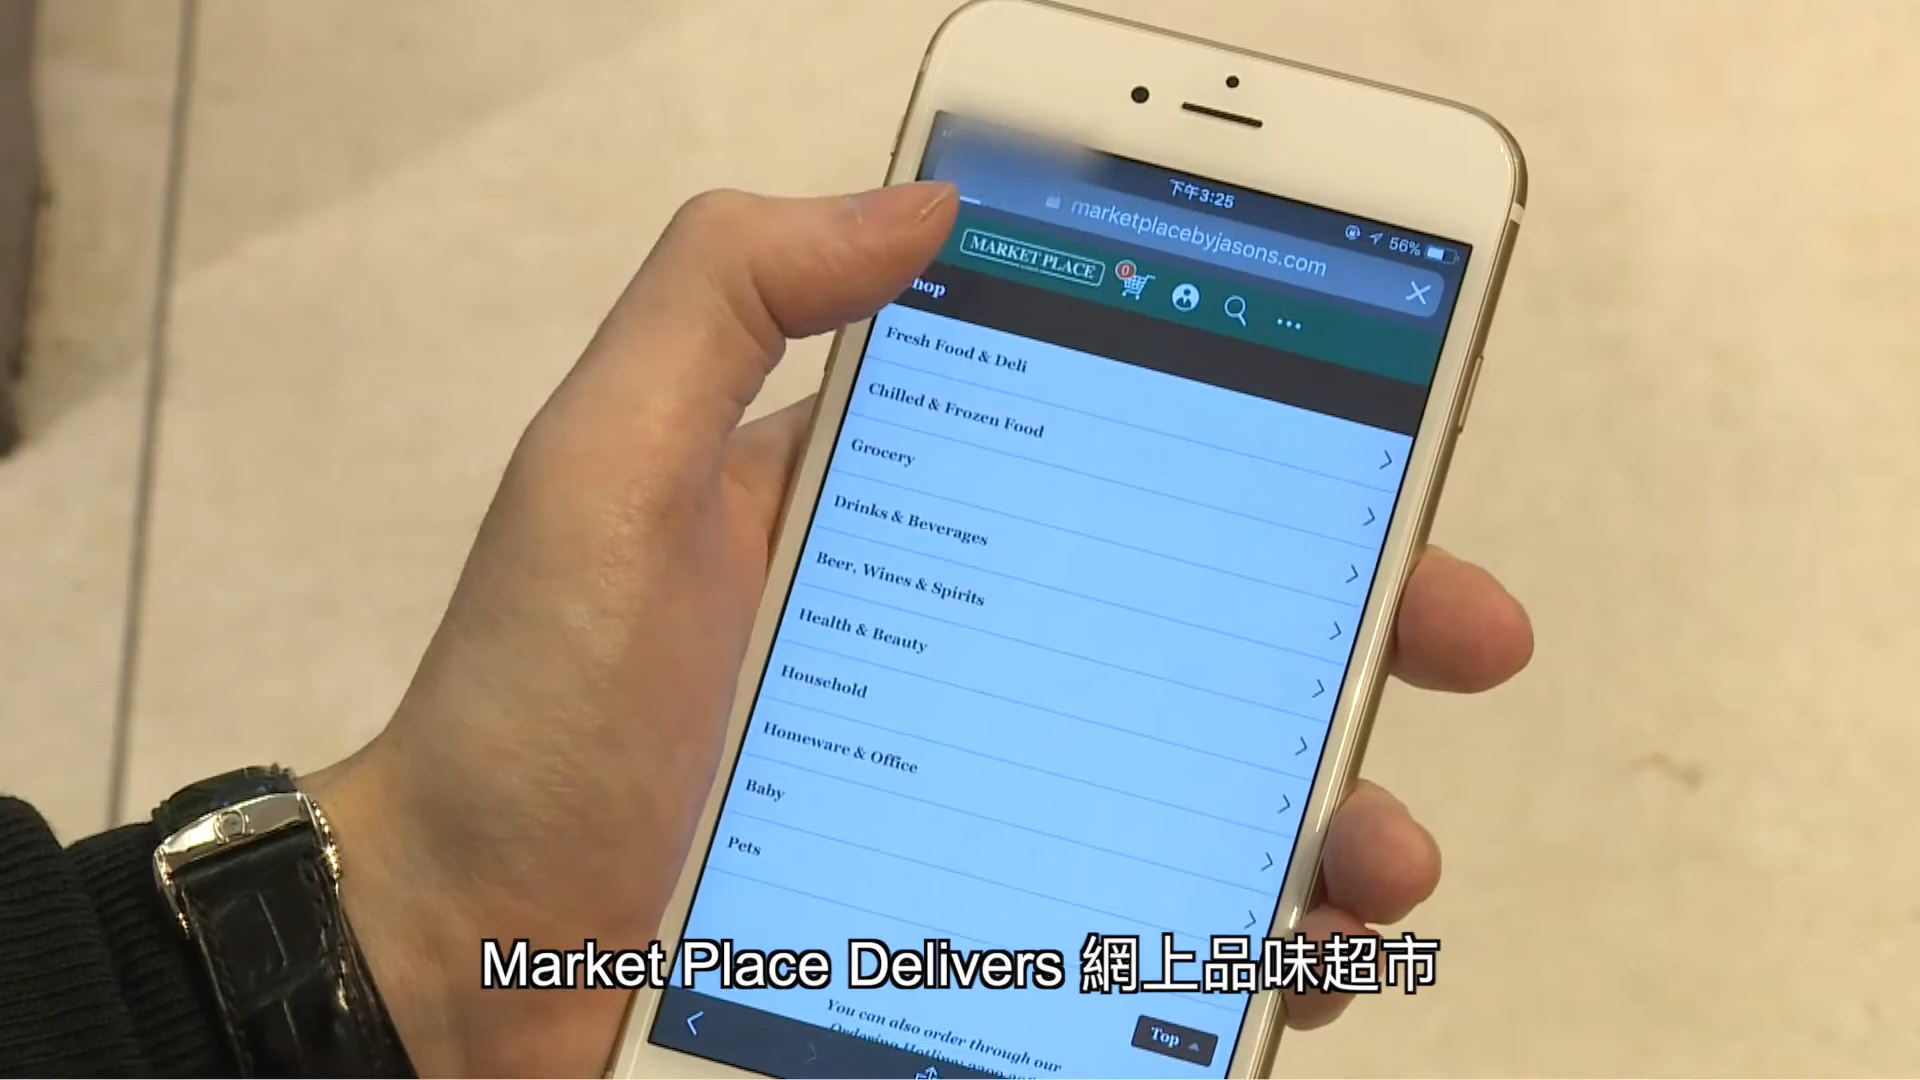 下午3:25
56%
marketplacebyjasons.com
MARKET PLACE
0
hop
Fresh Food & Deli
Chilled & Frozen Food
Grocery
Drinks & Beverages
Beer, Wines & Spirits
Health & Beauty
Household
Homeware & Office
Baby
Pets
Market Place Delivers 網上品味超市
You can also order through our
Ordering Hotline:
Top